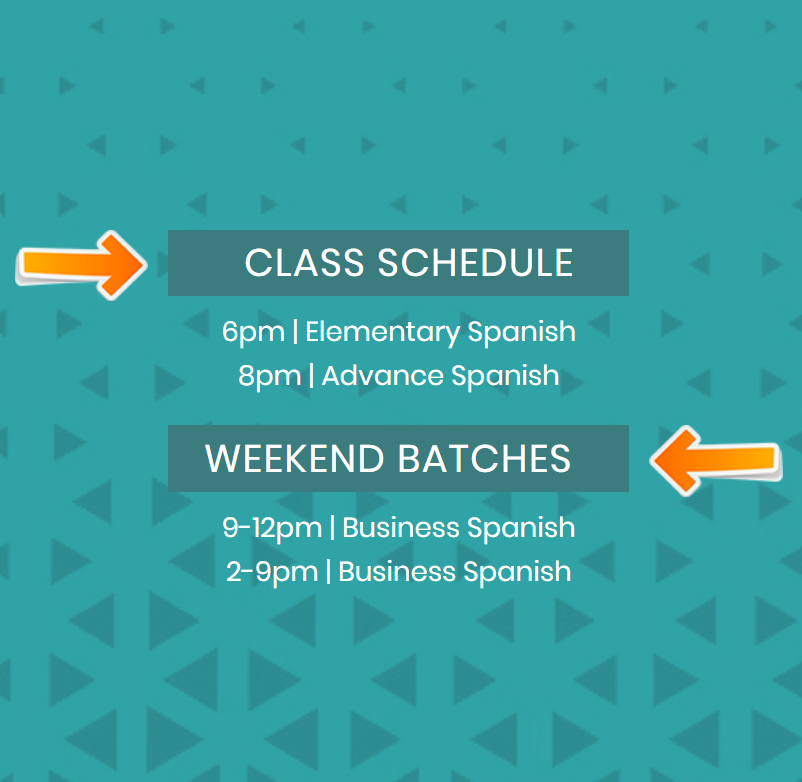 CLASS SCHEDULE
6pm | Elementary Spanish
8pm | Advance Spanish
WEEKEND BATCHES
9-12pm | Business Spanish
2-9pm | Business Spanish